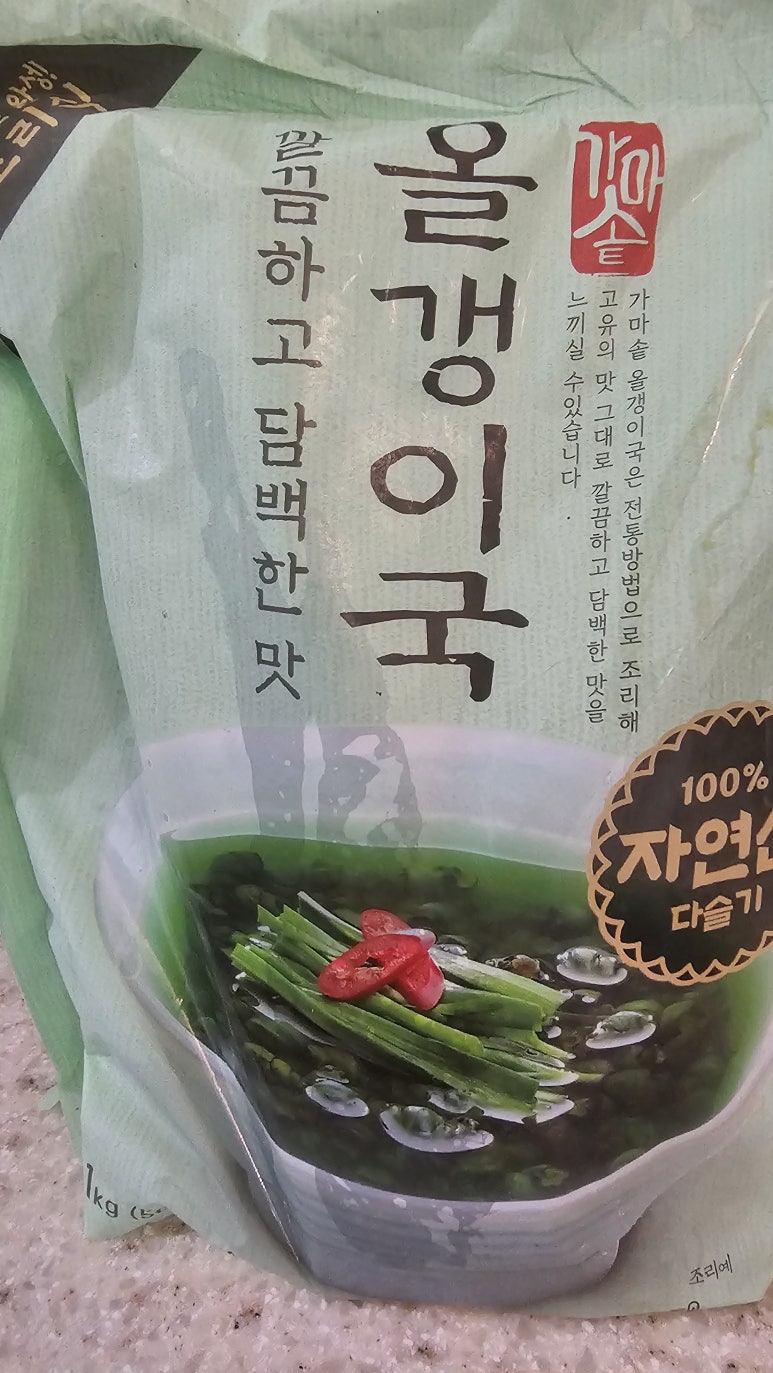 가마솥
가마솥 올갱이국은 전통방법으로 조리해
고유의 맛 그대로 깔끔하고 담백한 맛을
느끼실 수있습니다.
올갱이국
깔끔하고 담백한 맛
100%
자연산
다슬기
1kg
조리예